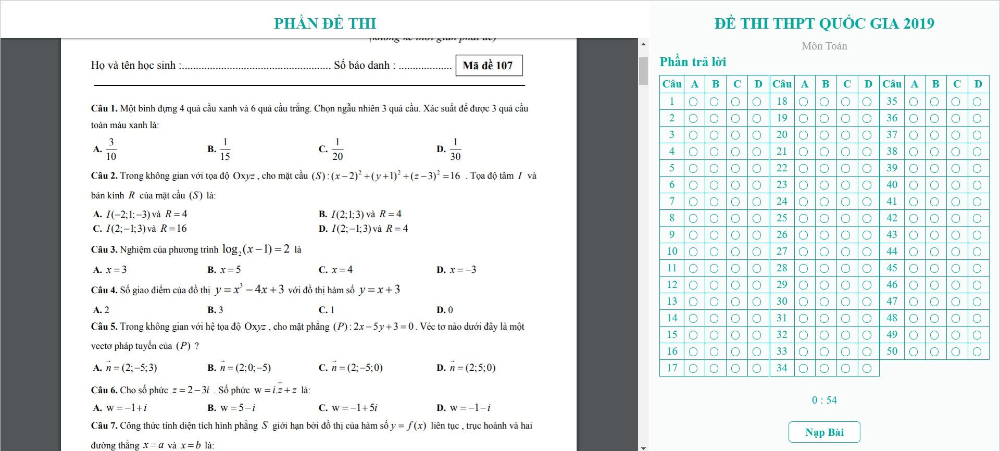 PHẦN ĐỀ THI
(không kể thời gian phát đề)
Họ và tên học sinh :..................................................... Số báo danh : ................... Mã đề 107
Câu 1. Một bình đựng 4 quả cầu xanh và 6 quả cầu trắng. Chọn ngẫu nhiên 3 quả cầu. Xác suất để được 3 quả cầu
toàn màu xanh là:
A. 3/10 B. 1/15 C. 1/20 D. 1/30
Câu 2. Trong không gian với tọa độ Oxyz , cho mặt cầu (S):(x−2)²+(y+1)²+(z−3)²=16 . Tọa độ tâm I và
bán kính R của mặt cầu (S) là:
A. I(−2;1;−3) và R = 4 B. I(2;1;3) và R = 4
C. I(2;−1;3) và R =16 D. I(2;−1;3) và R = 4
Câu 3. Nghiệm của phương trình log₂(x−1)=2 là
A. x=3 B. x=5 C. x=4 D. x=−3
Câu 4. Số giao điểm của đồ thị y=x³−4x+3 với đồ thị hàm số y=x+3
A. 2 B. 3 C. 1 D. 0
Câu 5. Trong không gian với hệ tọa độ Oxyz , cho mặt phẳng (P):2x−5y+3=0. Véc tơ nào dưới đây là một
vectơ pháp tuyến của (P) ?
A. n⃗=(2;−5;3) B. n⃗=(2;0;−5) C. n⃗=(2;−5;0) D. n⃗=(2;5;0)
Câu 6. Cho số phức z=2−3i . Số phức w=i.z̅+z là:
A. w=−1+i B. w=5−i C. w=−1+5i D. w=−1−i
Câu 7. Công thức tính diện tích hình phẳng S giới hạn bởi đồ thị của hàm số y=f(x) liên tục , trục hoành và hai
đường thẳng x=a và x=b là:
ĐỀ THI THPT QUỐC GIA 2019
Môn Toán
Phần trả lời
Câu A B C D Câu A B C D Câu A B C D
1 18 35
2 19 36
3 20 37
4 21 38
5 22 39
6 23 40
7 24 41
8 25 42
9 26 43
10 27 44
11 28 45
12 29 46
13 30 47
14 31 48
15 32 49
16 33 50
17 34
0 : 54
Nạp Bài